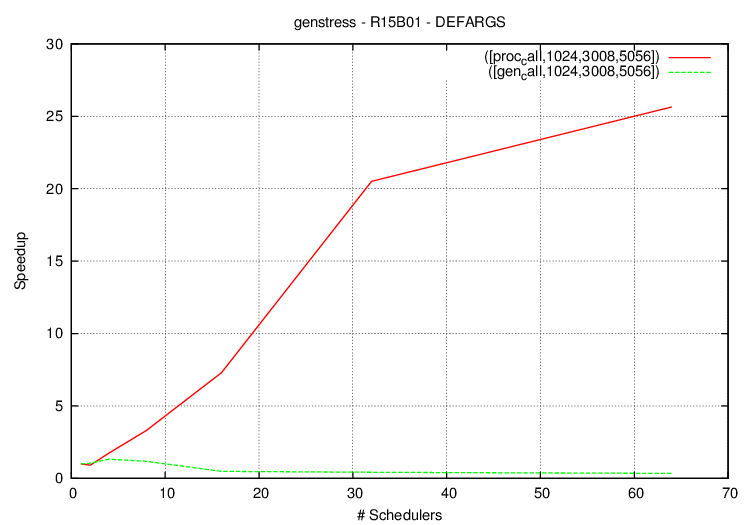 genstress - R15B01 - DEFARGS
([proc_call,1024,3008,5056])
([gen_call,1024,3008,5056])
Speedup
30
25
20
15
10
5
0
0 10 20 30 40 50 60 70
# Schedulers